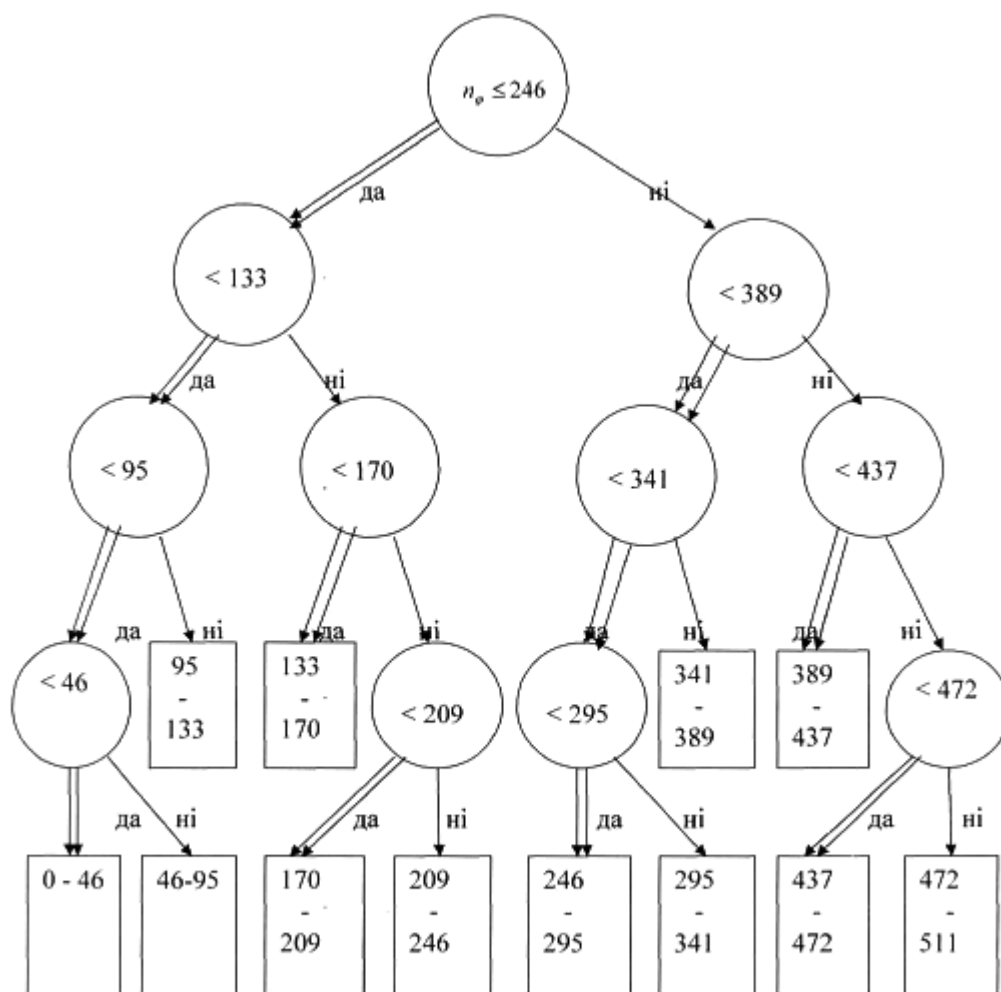 nφ ≤ 246
да
ні
< 133
< 389
да
ні
да
ні
< 95
< 170
< 341
< 437
да
ні
да
ні
да
ні
да
ні
< 46
95
-
133
133
-
170
< 209
< 295
341
-
389
389
-
437
< 472
да
ні
да
ні
да
ні
да
ні
0 - 46
46-95
170
-
209
209
-
246
246
-
295
295
-
341
437
-
472
472
-
511